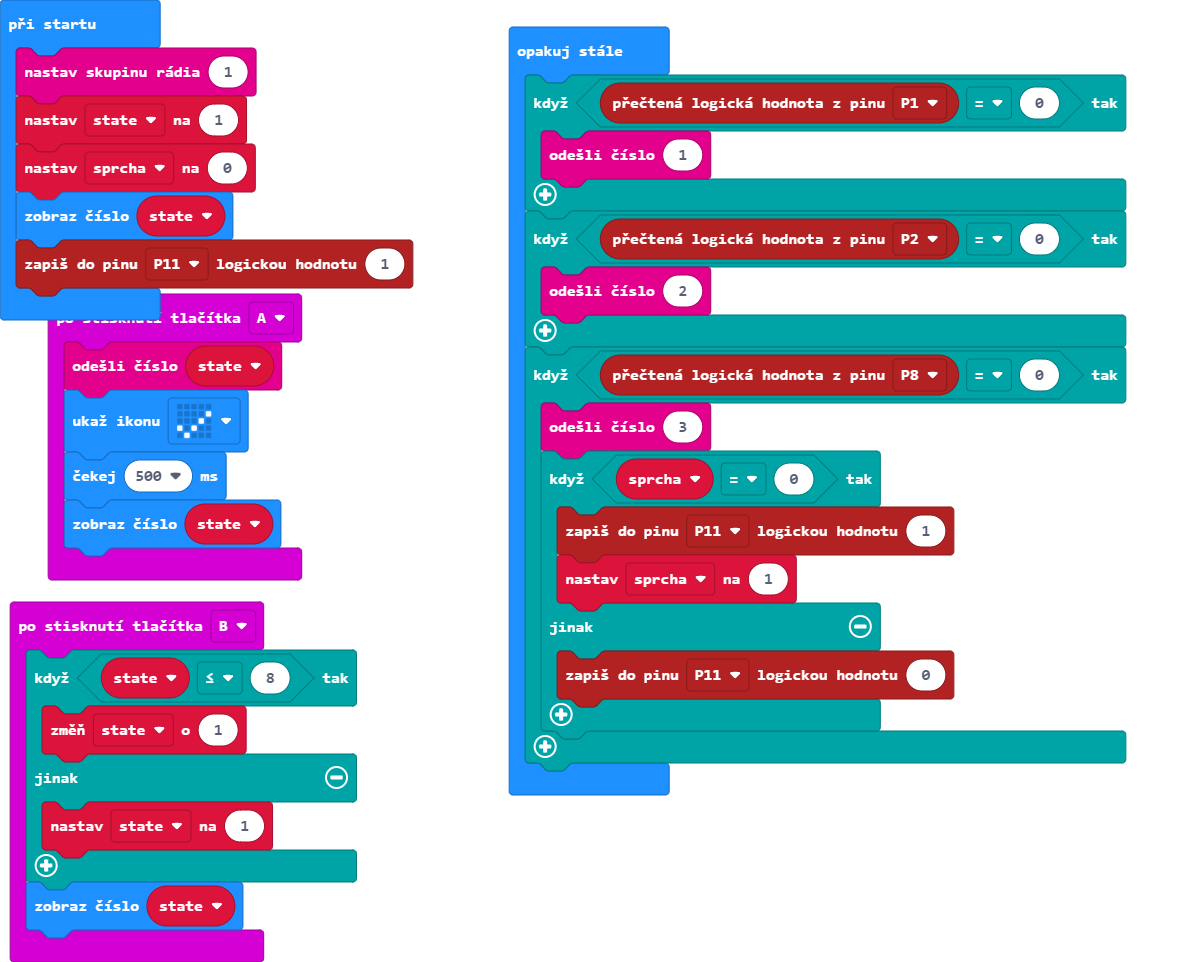 při startu
nastav skupinu rádia 1
nastav state na 1
nastav sprcha na 0
zobraz číslo state
zapiš do pinu P11 logickou hodnotu 1
po stisknutí tlačítka A
odešli číslo state
ukaž ikonu
čekej 500 ms
zobraz číslo state
po stisknutí tlačítka B
když state ≤ 8 tak
změň state o 1
jinak
nastav state na 1
zobraz číslo state
opakuj stále
když přečtená logická hodnota z pinu P1 = 0 tak
odešli číslo 1
když přečtená logická hodnota z pinu P2 = 0 tak
odešli číslo 2
když přečtená logická hodnota z pinu P8 = 0 tak
odešli číslo 3
když sprcha = 0 tak
zapiš do pinu P11 logickou hodnotu 1
nastav sprcha na 1
jinak
zapiš do pinu P11 logickou hodnotu 0